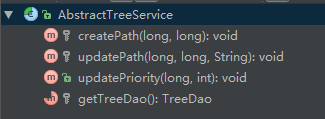 AbstractTreeService
createPath(long, long): void
updatePath(long, long, String): void
updatePriority(long, int): void
getTreeDao(): TreeDao